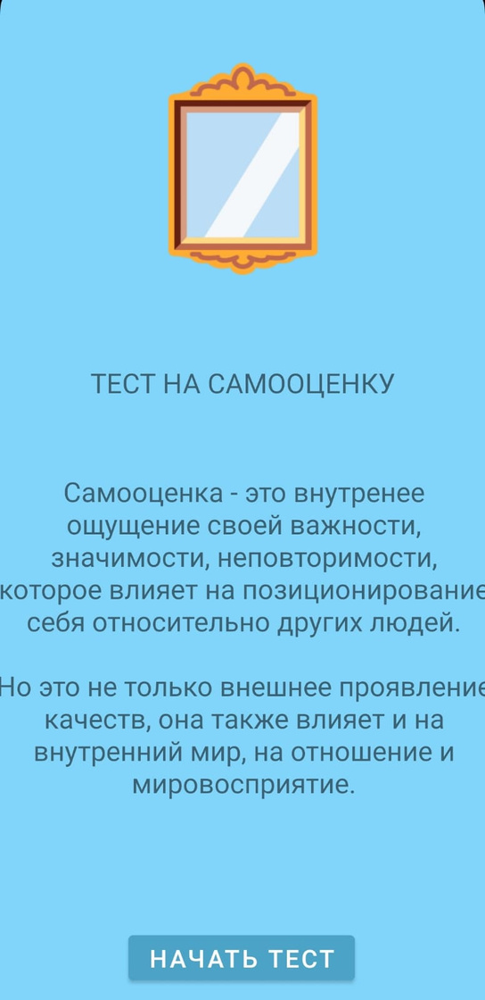 ТЕСТ НА САМООЦЕНКУ
Самооценка - это внутренее
ощущение своей важности,
значимости, неповторимости,
которое влияет на позиционирование
себя относительно других людей.
Но это не только внешнее проявление
качеств, она также влияет и на
внутренний мир, на отношение и
мировосприятие.
НАЧАТЬ ТЕСТ